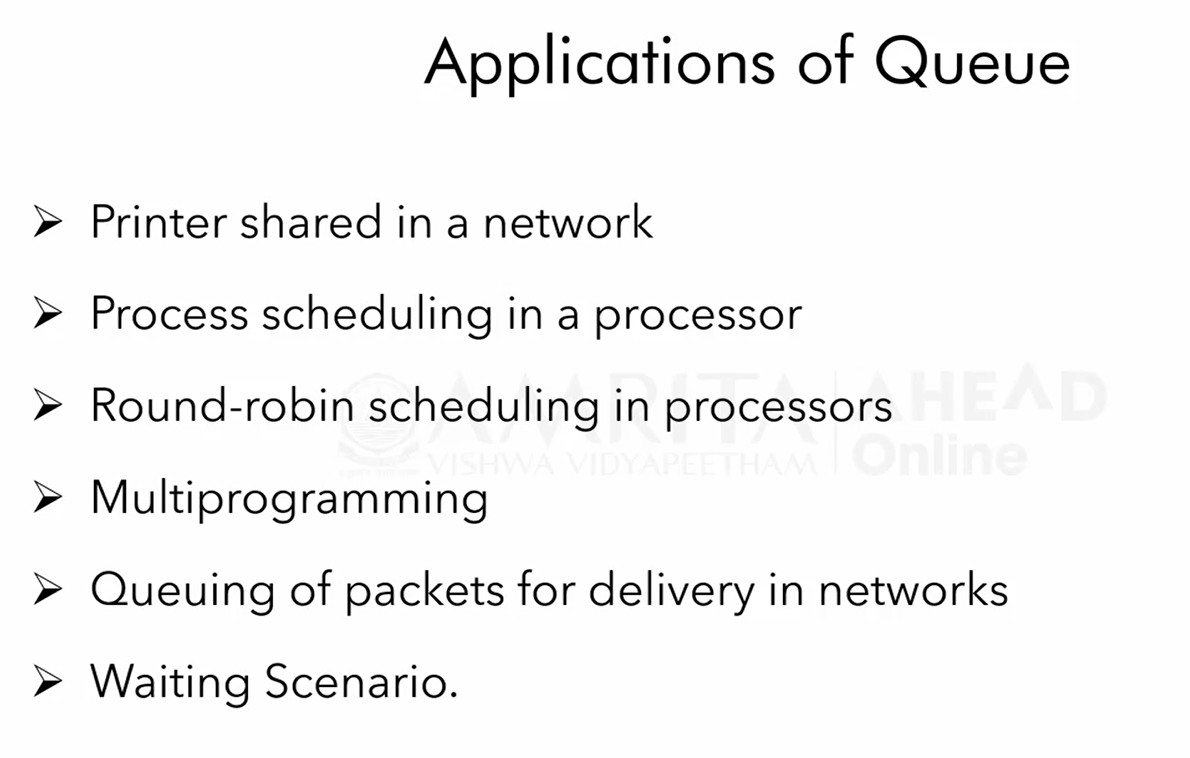 Applications of Queue
➢ Printer shared in a network
➢ Process scheduling in a processor
➢ Round-robin scheduling in processors
➢ Multiprogramming
➢ Queuing of packets for delivery in networks
➢ Waiting Scenario.
AMRITA
VISHWA VIDYAPEETHAM
AHEAD
Online